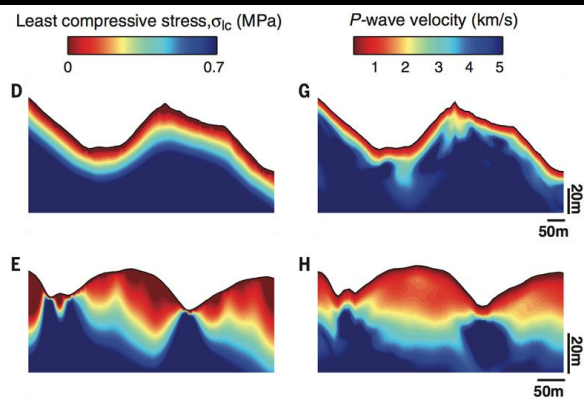 Least compressive stress,σlc (MPa)
P-wave velocity (km/s)
0 0.7
1 2 3 4 5
D
G
20m
50m
E
H
20m
50m